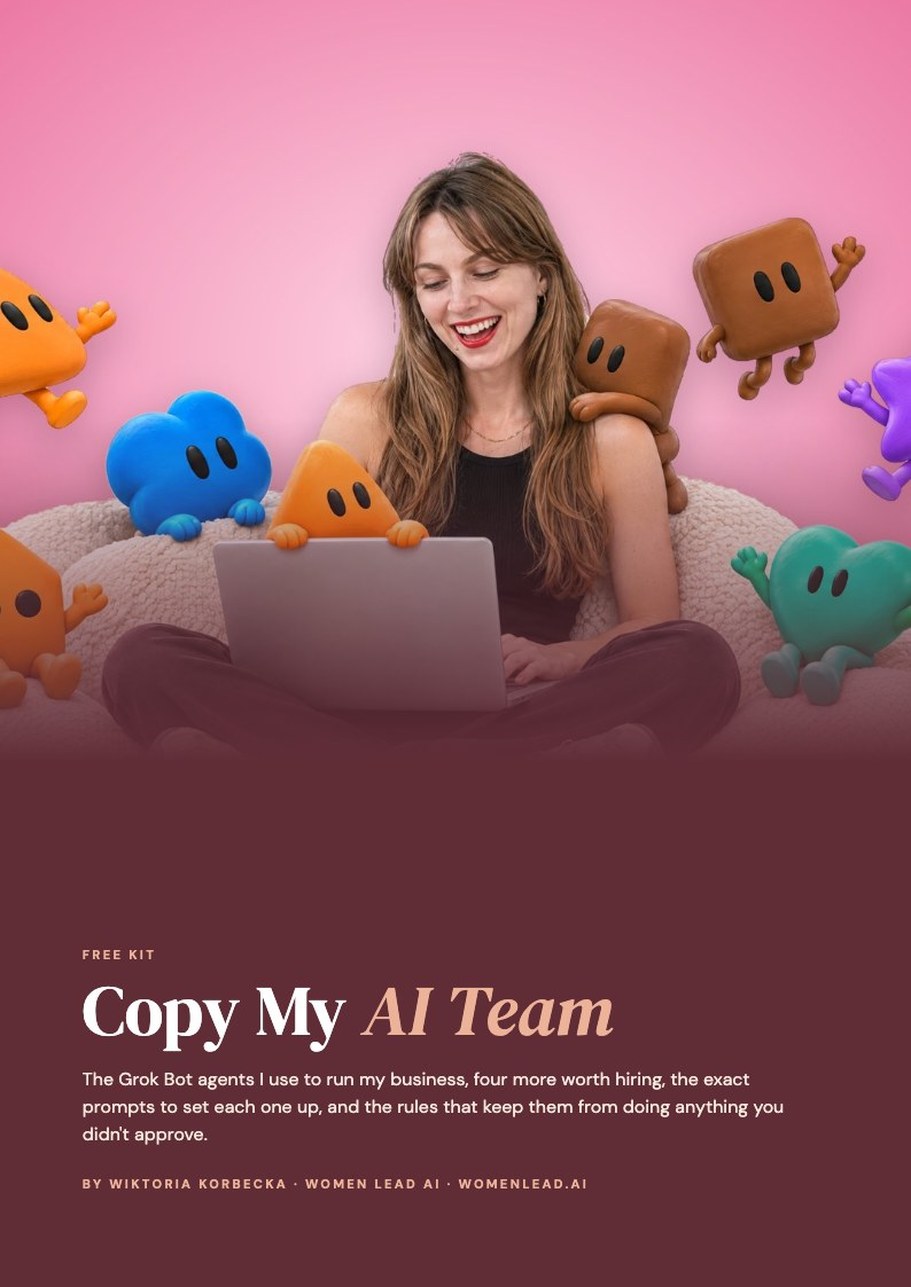 FREE KIT
Copy My AI Team
The Grok Bot agents I use to run my business, four more worth hiring, the exact
prompts to set each one up, and the rules that keep them from doing anything you
didn't approve.
BY WIKTORIA KORBECKA · WOMEN LEAD AI · WOMENLEAD.AI